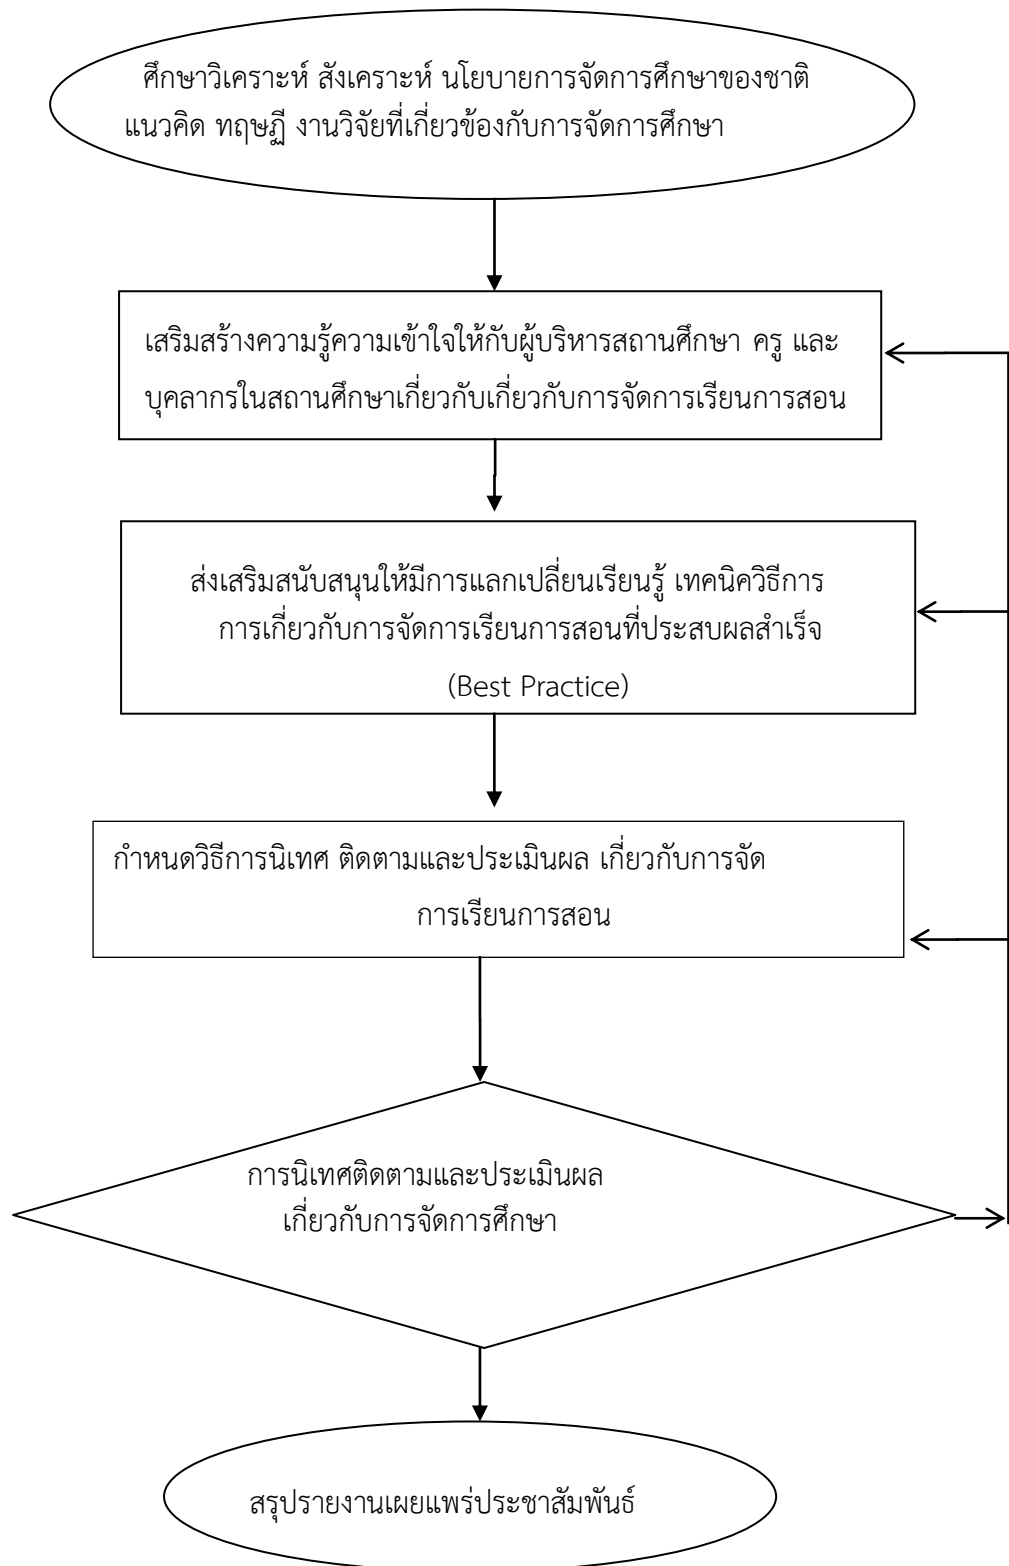 ศึกษาวิเคราะห์ สังเคราะห์ นโยบายการจัดการศึกษาของชาติ
แนวคิด ทฤษฏี งานวิจัยที่เกี่ยวข้องกับการจัดการศึกษา
เสริมสร้างความรู้ความเข้าใจให้กับผู้บริหารสถานศึกษา ครู และ
บุคลากรในสถานศึกษาเกี่ยวกับเกี่ยวกับการจัดการเรียนการสอน
ส่งเสริมสนับสนุนให้มีการแลกเปลี่ยนเรียนรู้ เทคนิควิธีการ
การเกี่ยวกับการจัดการเรียนการสอนที่ประสบผลสำเร็จ
(Best Practice)
กำหนดวิธีการนิเทศ ติดตามและประเมินผล เกี่ยวกับการจัด
การเรียนการสอน
การนิเทศติดตามและประเมินผล
เกี่ยวกับการจัดการศึกษา
สรุปรายงานเผยแพร่ประชาสัมพันธ์